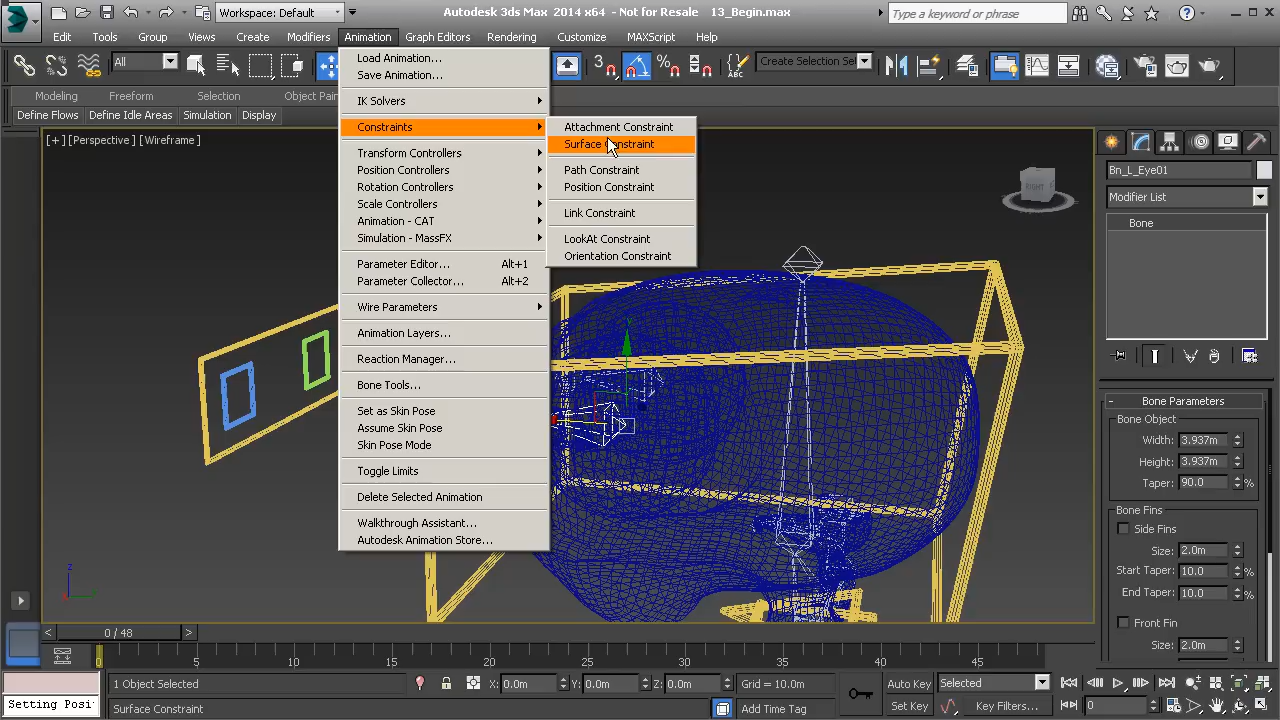 Workspace: Default
Autodesk 3ds Max 2014 x64 - Not for Resale 13_Begin.max
Type a keyword or phrase
Edit Tools Group Views Create Modifiers Animation Graph Editors Rendering Customize MAXScript Help
All
3
%
ABC
Create Selection Se
Modeling Freeform Selection Object Pain
Define Flows Define Idle Areas Simulation Display
[+] [Perspective] [Wireframe]
Load Animation...
Save Animation...
IK Solvers
Constraints
Transform Controllers
Position Controllers
Rotation Controllers
Scale Controllers
Animation - CAT
Simulation - MassFX
Parameter Editor... Alt+1
Parameter Collector... Alt+2
Wire Parameters
Animation Layers...
Reaction Manager...
Bone Tools...
Set as Skin Pose
Assume Skin Pose
Skin Pose Mode
Toggle Limits
Delete Selected Animation
Walkthrough Assistant...
Autodesk Animation Store...
Attachment Constraint
Surface Constraint
Path Constraint
Position Constraint
Link Constraint
LookAt Constraint
Orientation Constraint
RIGHT
z
Bn_L_Eye01
Modifier List
Bone
- Bone Parameters
Bone Object
Width: 3.937m
Height: 3.937m
Taper: 90.0 %
Bone Fins
Side Fins
Size: 2.0m
Start Taper: 10.0 %
End Taper: 10.0 %
Front Fin
Size: 2.0m
z
< 0 / 48 >
0 5 10 15 20 25 30 35 40 45
1 Object Selected X: 0.0m Y: 0.0m Z: 0.0m Grid = 10.0m Auto Key Selected
Setting Posi Surface Constraint Add Time Tag Set Key Key Filters... 0